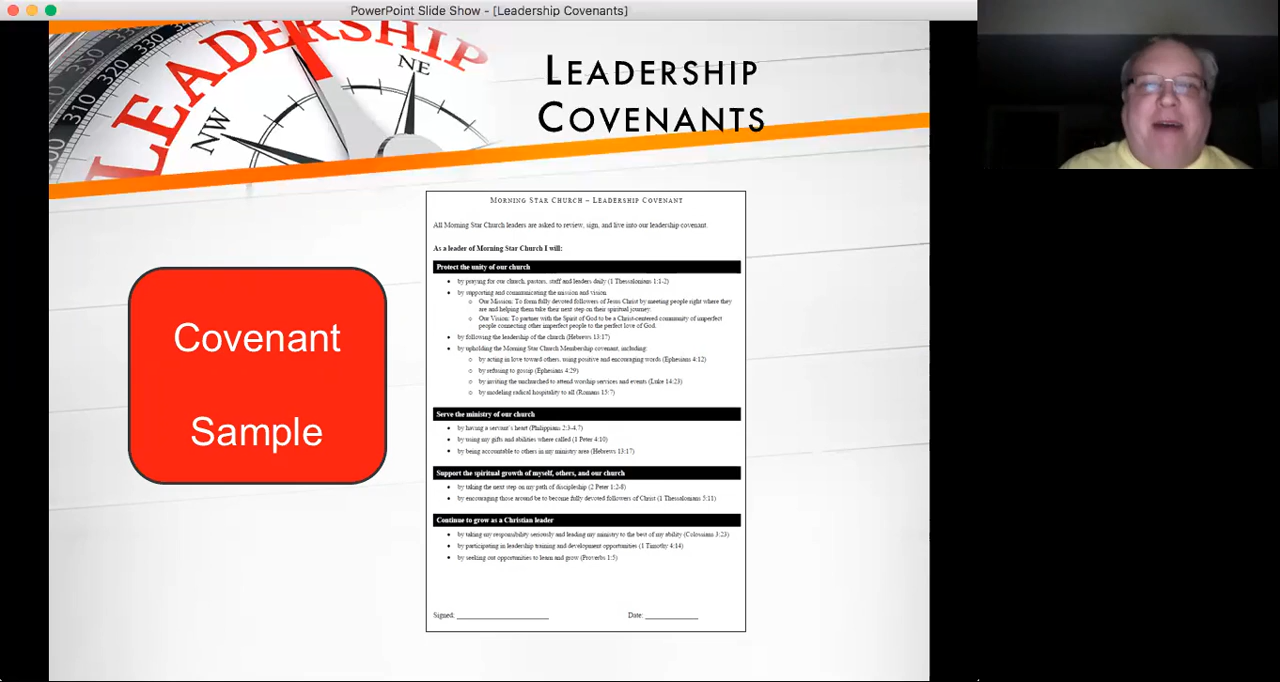 PowerPoint Slide Show - [Leadership Covenants]
LEADERSHIP
330
320
310
300
NW
NE
LEADERSHIP
COVENANTS
Covenant
Sample
MORNING STAR CHURCH – LEADERSHIP COVENANT
All Morning Star Church leaders are asked to review, sign, and live into our leadership covenant.
As a leader of Morning Star Church I will:
Protect the unity of our church
• by praying for our church, pastors, staff and leaders daily (1 Thessalonians 1:1-2)
• by supporting and communicating the mission and vision
o Our Mission: To form fully devoted followers of Jesus Christ by meeting people right where they
are and helping them take their next step on their spiritual journey.
o Our Vision: To partner with the Spirit of God to be a Christ-centered community of imperfect
people connecting other imperfect people to the perfect love of God.
• by following the leadership of the church (Hebrews 13:17)
• by upholding the Morning Star Church Membership covenant, including:
o by acting in love toward others, using positive and encouraging words (Ephesians 4:12)
o by refusing to gossip (Ephesians 4:29)
o by inviting the unchurched to attend worship services and events (Luke 14:23)
o by modeling radical hospitality to all (Romans 15:7)
Serve the ministry of our church
• by having a servant's heart (Philippians 2:3-4,7)
• by using my gifts and abilities where called (1 Peter 4:10)
• by being accountable to others in my ministry area (Hebrews 13:17)
Support the spiritual growth of myself, others, and our church
• by taking the next step on my path of discipleship (2 Peter 1:2-8)
• by encouraging those around be to become fully devoted followers of Christ (1 Thessalonians 5:11)
Continue to grow as a Christian leader
• by taking my responsibility seriously and leading my ministry to the best of my ability (Colossians 3:23)
• by participating in leadership training and development opportunities (1 Timothy 4:14)
• by seeking out opportunities to learn and grow (Proverbs 1:5)
Signed: ____________________ Date: ____________